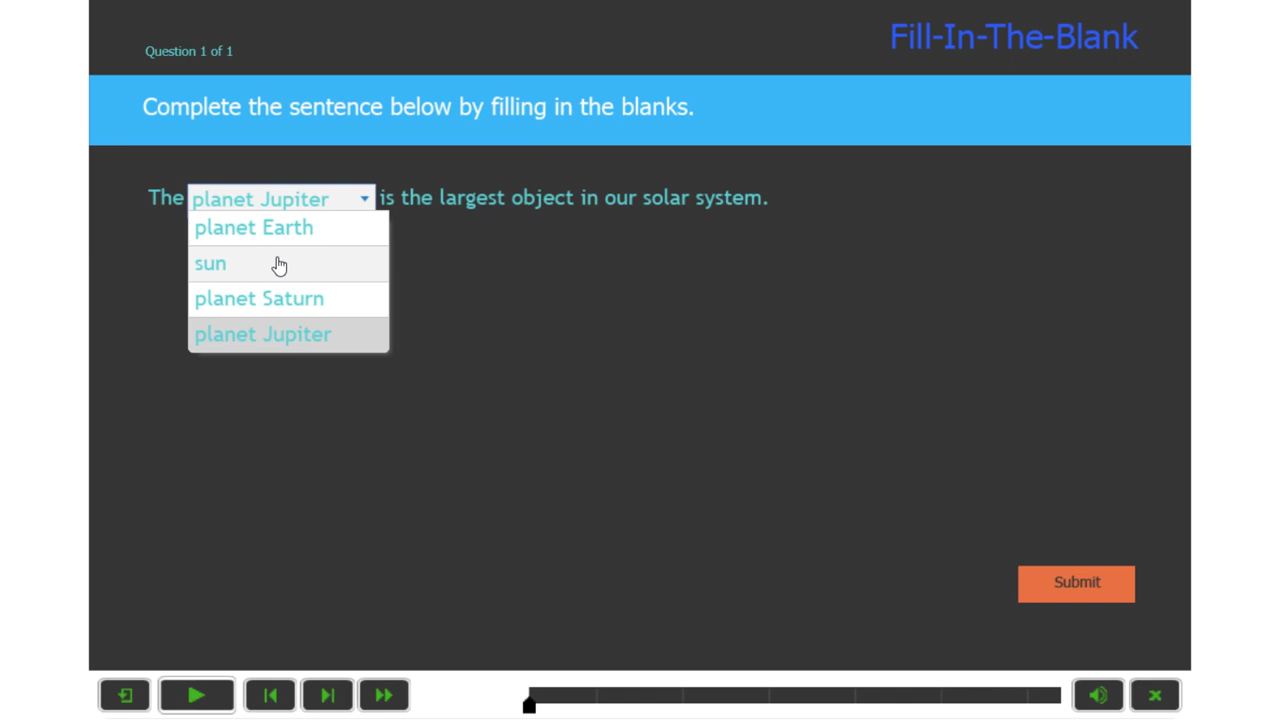 Fill-In-The-Blank
Question 1 of 1
Complete the sentence below by filling in the blanks.
The planet Jupiter is the largest object in our solar system.
planet Earth
sun
planet Saturn
planet Jupiter
Submit